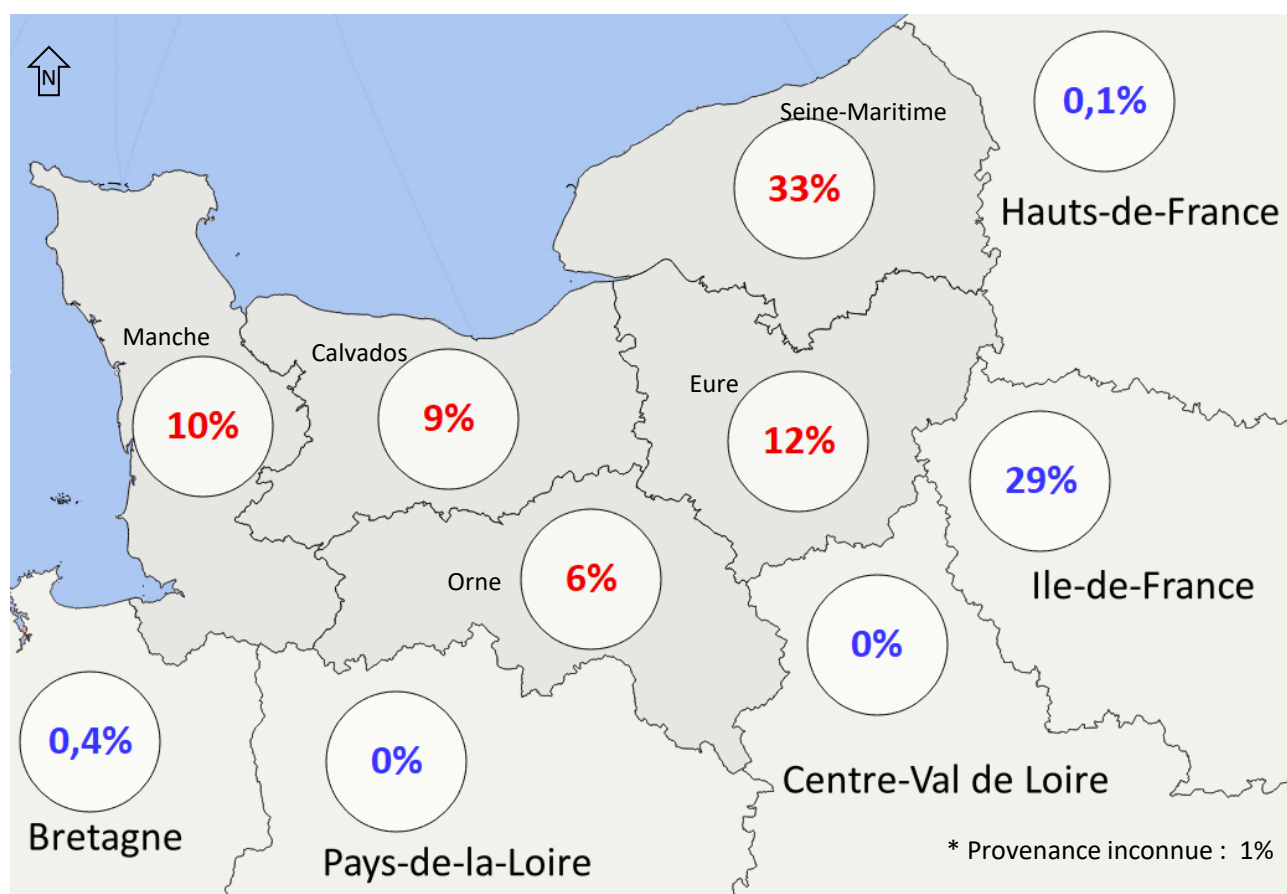 N
Seine-Maritime
33%
0,1%
Hauts-de-France
Manche
10%
Calvados
9%
Eure
12%
29%
Ile-de-France
Orne
6%
0%
Centre-Val de Loire
0,4%
Bretagne
0%
Pays-de-la-Loire
* Provenance inconnue : 1%